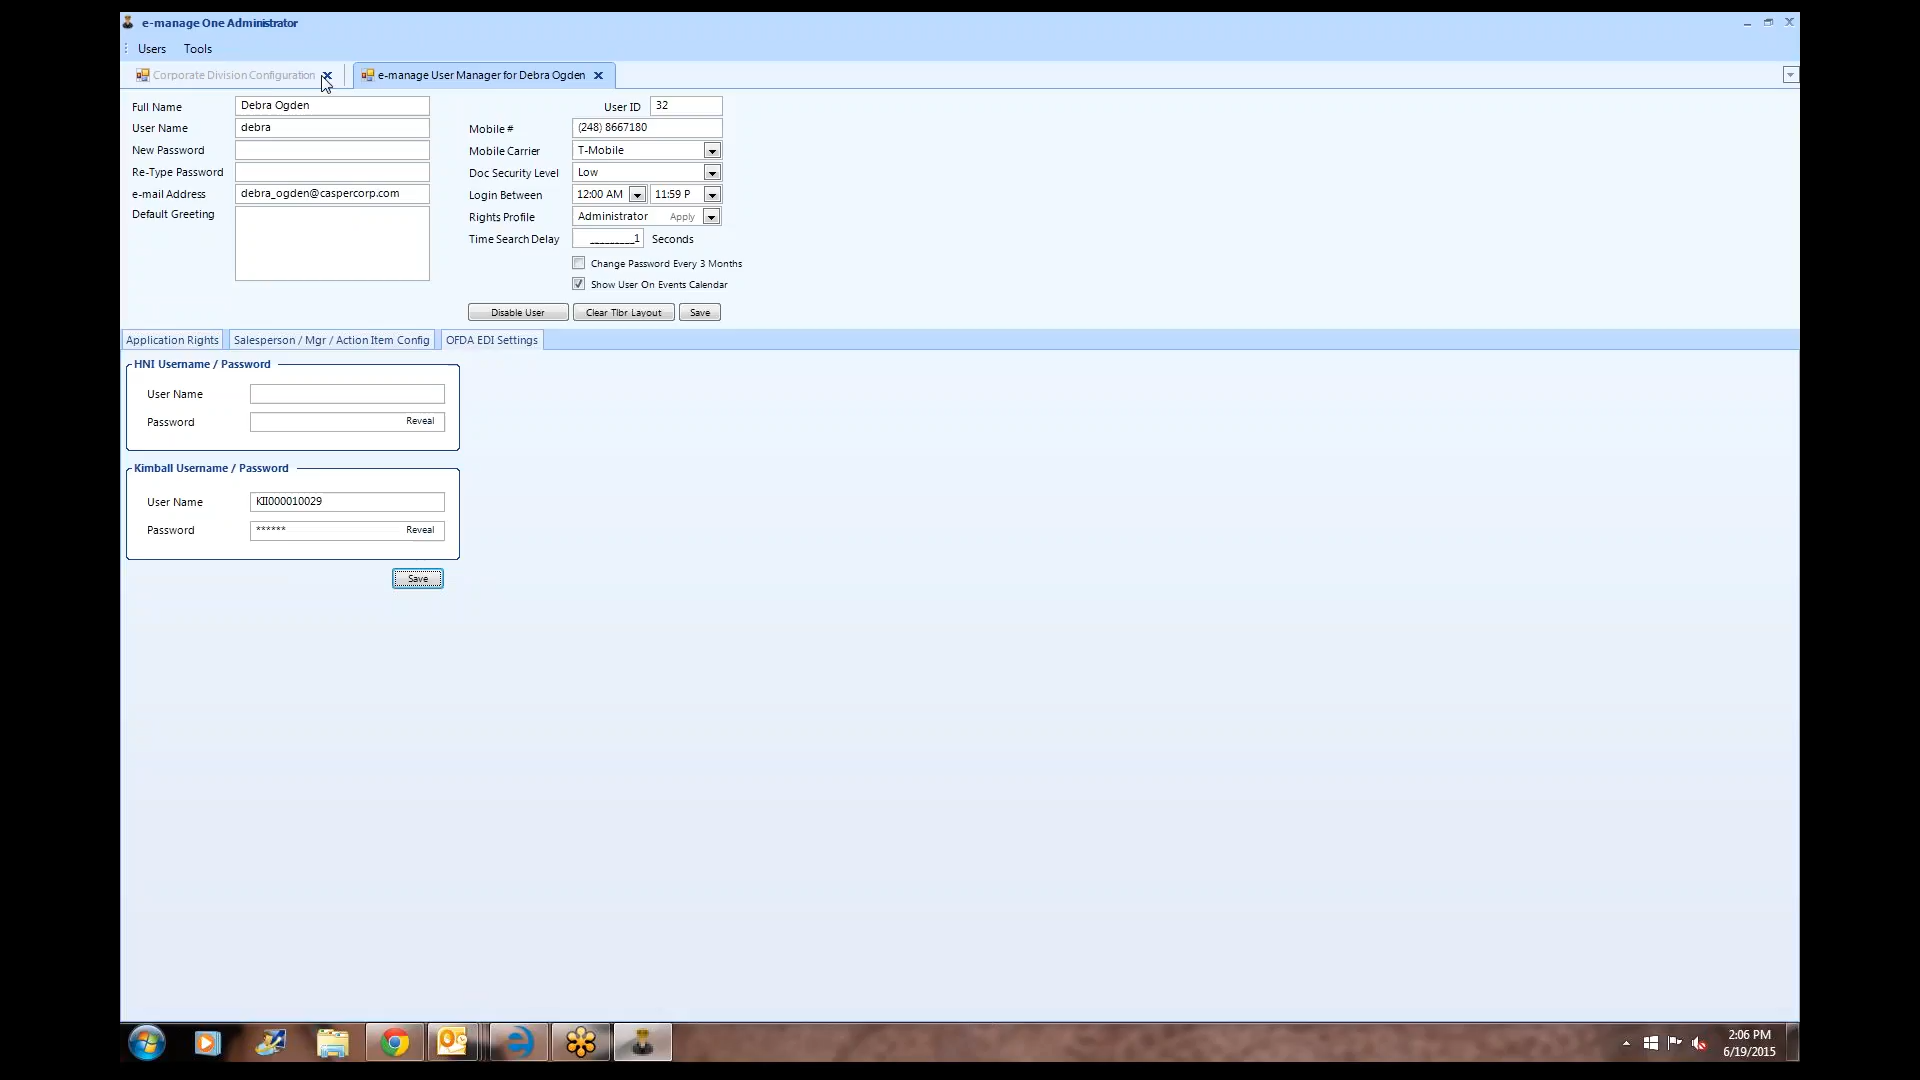 e-manage One Administrator
Users Tools
Corporate Division Configuration e-manage User Manager for Debra Ogden
Full Name Debra Ogden User ID 32
User Name debra Mobile # (248) 8667180
New Password Mobile Carrier T-Mobile
Re-Type Password Doc Security Level Low
e-mail Address debra_ogden@caspercorp.com Login Between 12:00 AM 11:59 P
Default Greeting Rights Profile Administrator Apply
Time Search Delay _________1 Seconds
Change Password Every 3 Months
Show User On Events Calendar
Disable User Clear Tlbr Layout Save
Application Rights Salesperson / Mgr / Action Item Config OFDA EDI Settings
HNI Username / Password
User Name
Password Reveal
Kimball Username / Password
User Name KII000010029
Password ****** Reveal
Save
2:06 PM
6/19/2015